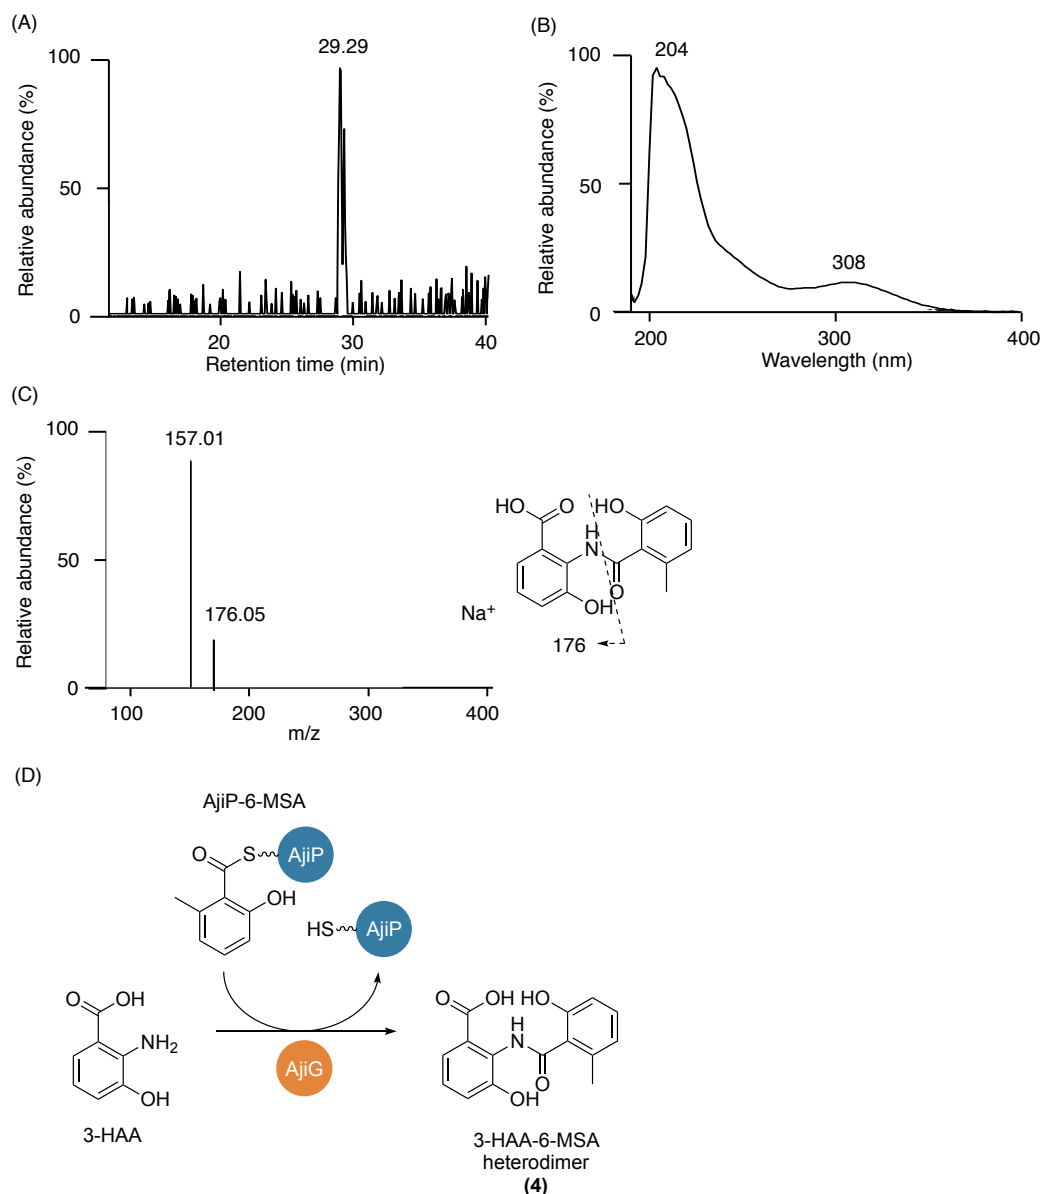 (A)
29.29
100
50
0
Relative abundance (%)
20
30
40
Retention time (min)
(B)
204
308
100
50
0
Relative abundance (%)
200
300
400
Wavelength (nm)
(C)
157.01
176.05
100
50
0
Relative abundance (%)
100
200
300
400
m/z
HO
O
HO
H
N
O
OH
Na+
176
(D)
AjiP-6-MSA
O
S
AjiP
OH
HS
AjiP
O
OH
NH2
OH
3-HAA
AjiG
O
OH
HO
H
N
O
OH
3-HAA-6-MSA
heterodimer
(4)